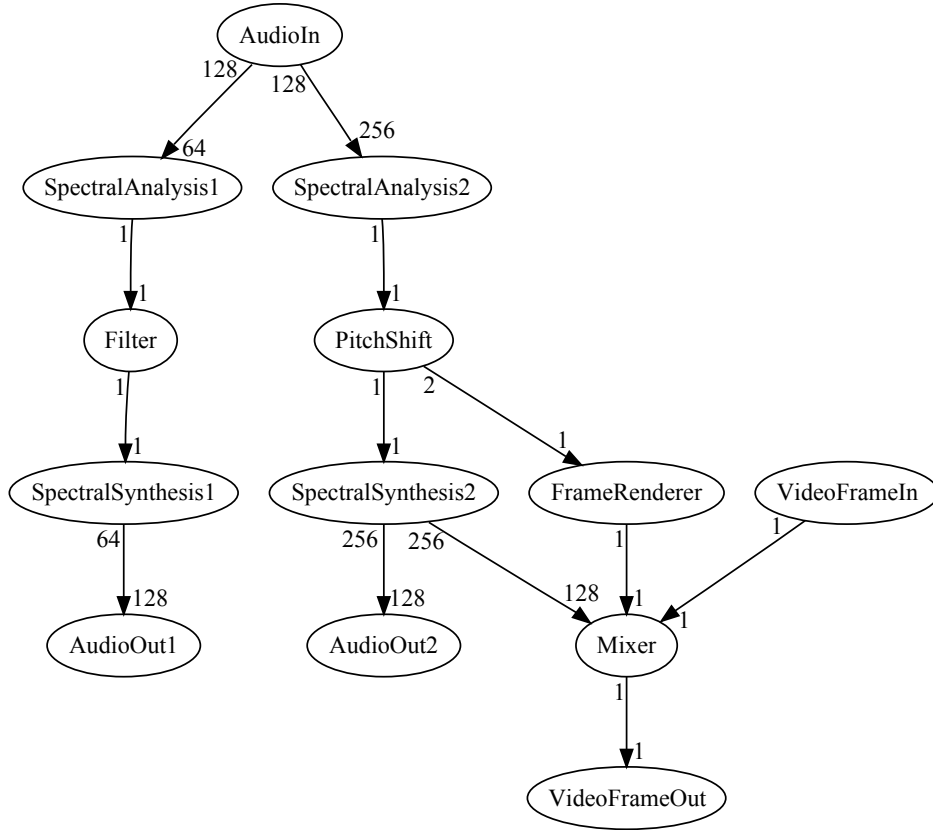 AudioIn
128
128
64
256
SpectralAnalysis1
SpectralAnalysis2
1
1
1
1
Filter
PitchShift
1
1
2
1
1
1
SpectralSynthesis1
SpectralSynthesis2
FrameRenderer
VideoFrameIn
64
256
256
1
1
128
128
128
1
1
AudioOut1
AudioOut2
Mixer
1
1
VideoFrameOut